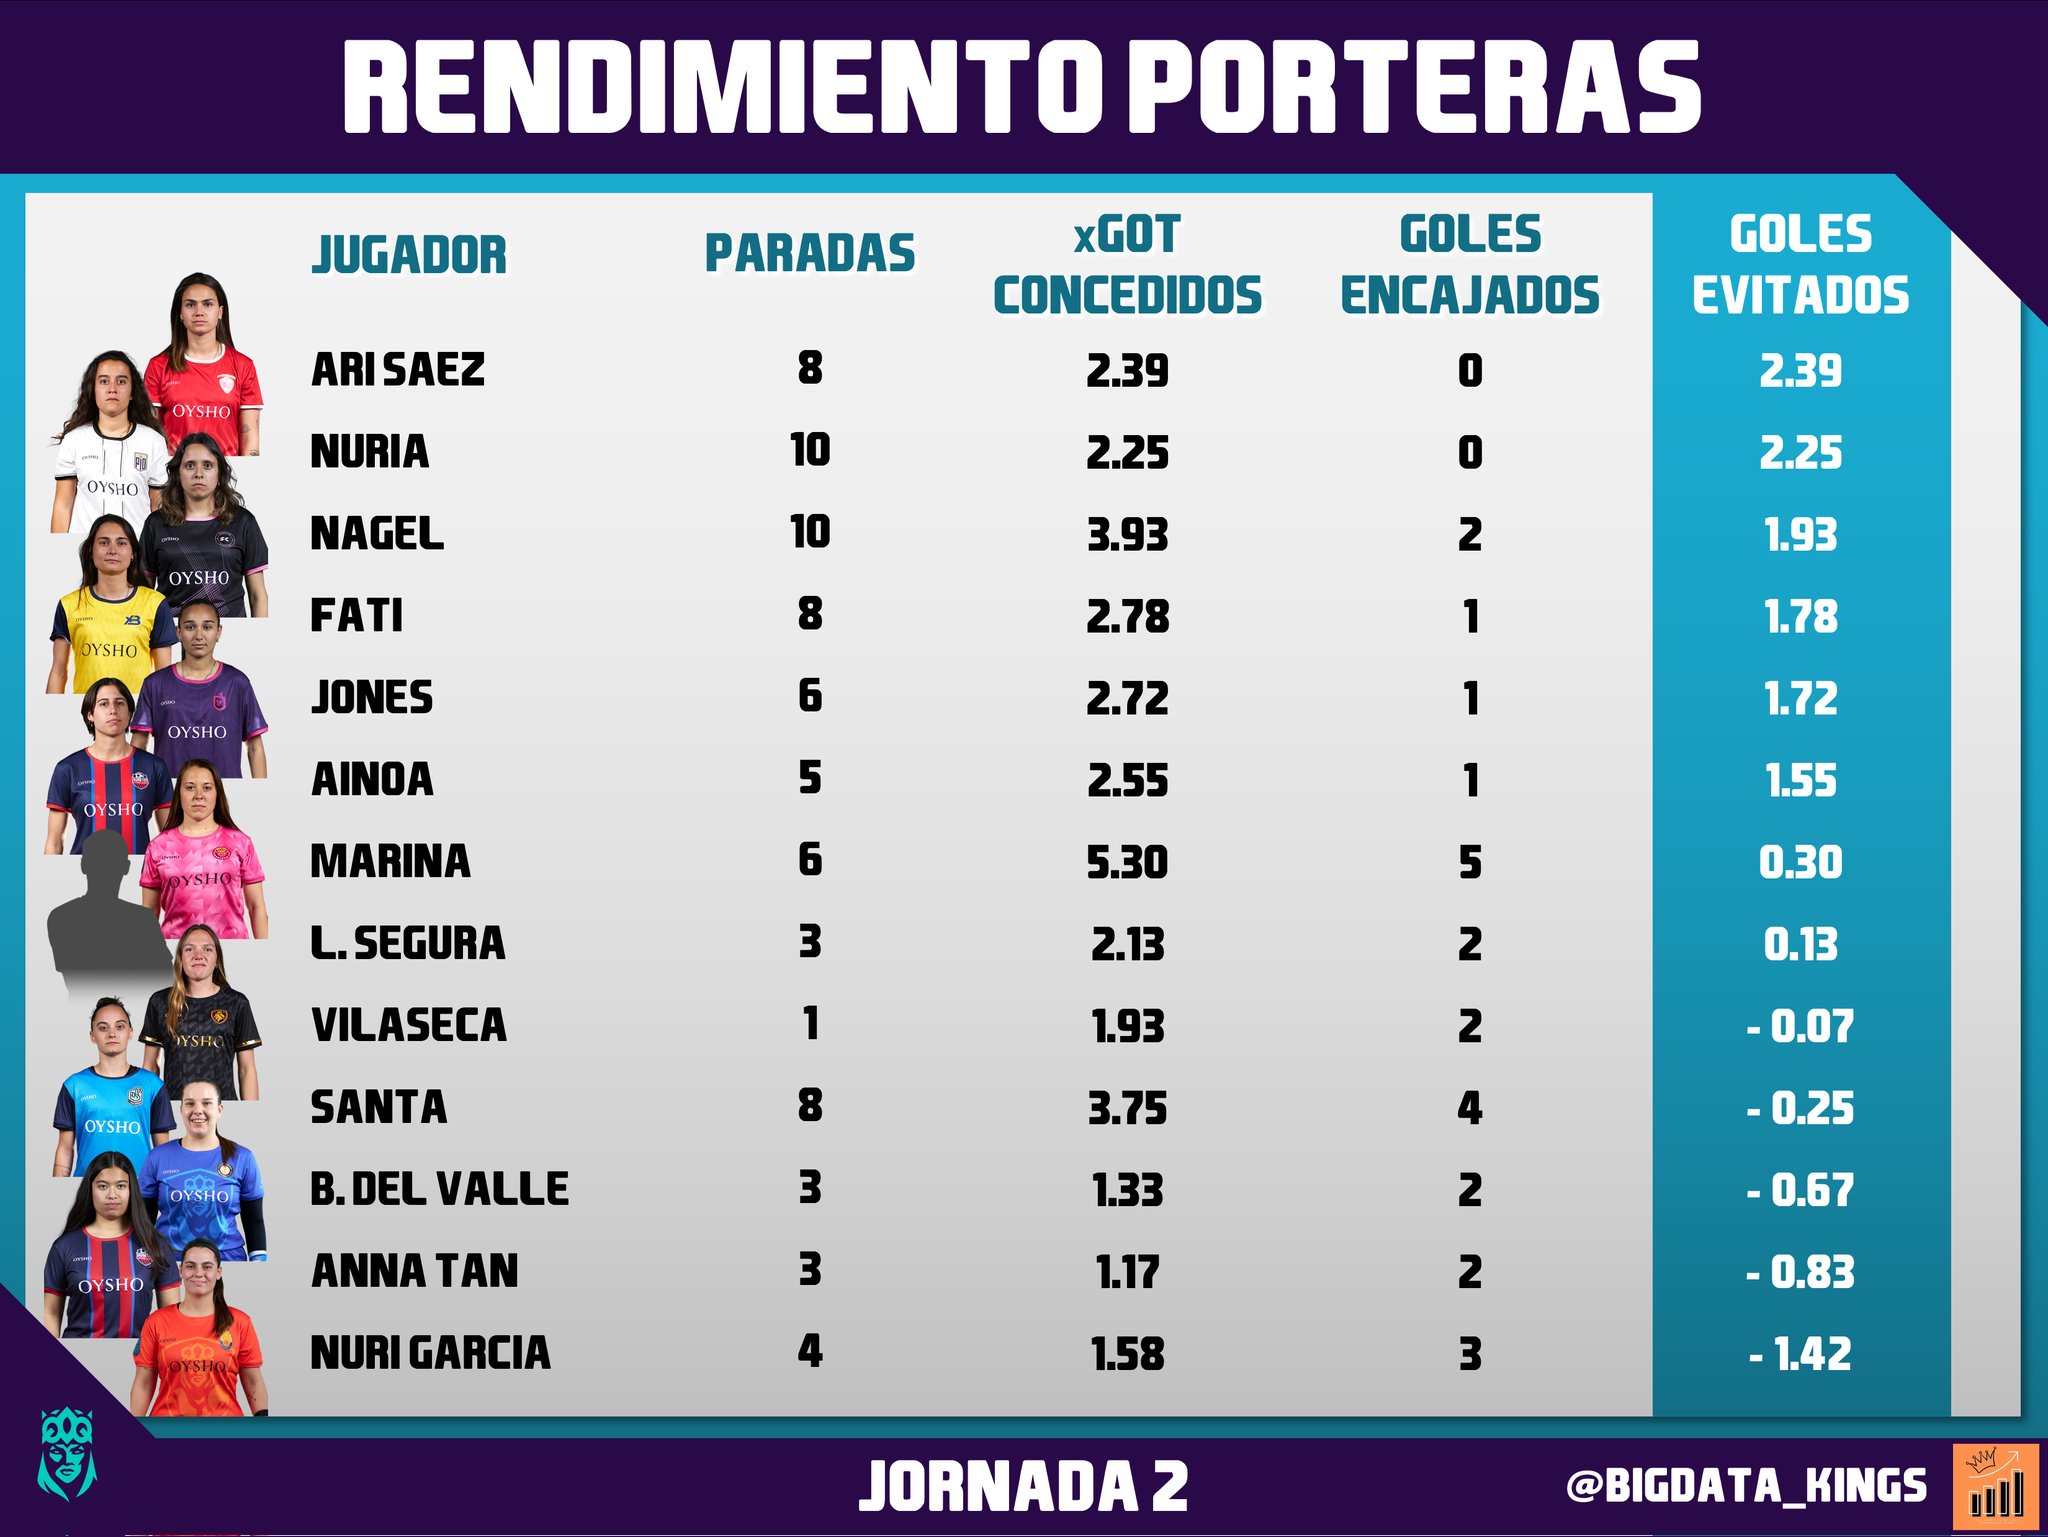 RENDIMIENTO PORTERAS
JUGADOR PARADAS xGOT CONCEDIDOS GOLES ENCAJADOS GOLES EVITADOS
ARI SAEZ 8 2.39 0 2.39
NURIA 10 2.25 0 2.25
NAGEL 10 3.93 2 1.93
FATI 8 2.78 1 1.78
JONES 6 2.72 1 1.72
AINOA 5 2.55 1 1.55
MARINA 6 5.30 5 0.30
L. SEGURA 3 2.13 2 0.13
VILASECA 1 1.93 2 - 0.07
SANTA 8 3.75 4 - 0.25
B. DEL VALLE 3 1.33 2 - 0.67
ANNA TAN 3 1.17 2 - 0.83
NURI GARCIA 4 1.58 3 - 1.42
OYSHO
OYSHO
OYSHO
OYSHO
OYSHO
OYSHO
OYSHO
OYSHO
OYSHO
OYSHO
OYSHO
OYSHO
JORNADA 2
@BIGDATA_KINGS